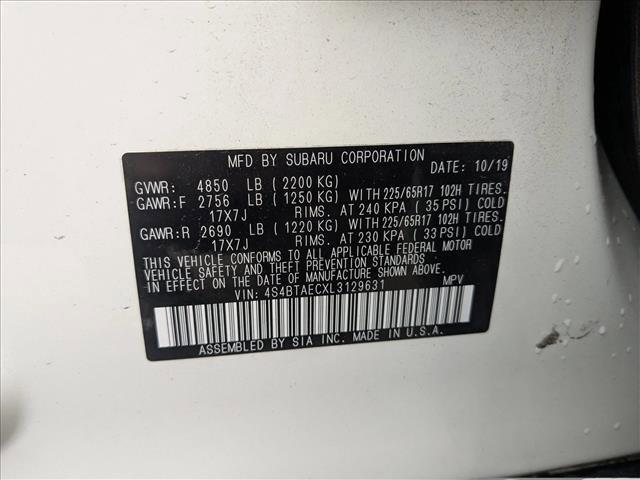 MFD BY SUBARU CORPORATION DATE: 10/19
GVWR: 4850 LB (2200 KG)
GAWR:F 2756 LB (1250 KG) WITH 225/65R17 102H TIRES.
17X7J RIMS. AT 240 KPA (35 PSI) COLD
GAWR:R 2690 LB (1220 KG) WITH 225/65R17 102H TIRES.
17X7J RIMS. AT 230 KPA (33 PSI) COLD
THIS VEHICLE CONFORMS TO ALL APPLICABLE FEDERAL MOTOR
VEHICLE SAFETY AND THEFT PREVENTION STANDARDS
IN EFFECT ON THE DATE OF MANUFACTURE SHOWN ABOVE.
VIN: 4S4BTAECXL3129631 MPV
ASSEMBLED BY SIA INC. MADE IN U.S.A.